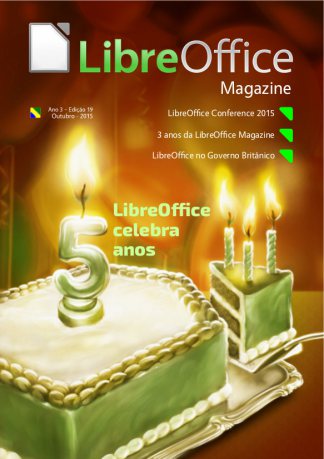 LibreOffice
Magazine
Ano 3 - Edição 19
Outubro - 2015
LibreOffice Conference 2015
3 anos da LibreOffice Magazine
LibreOffice no Governo Britânico
LibreOffice
celebra
anos
5